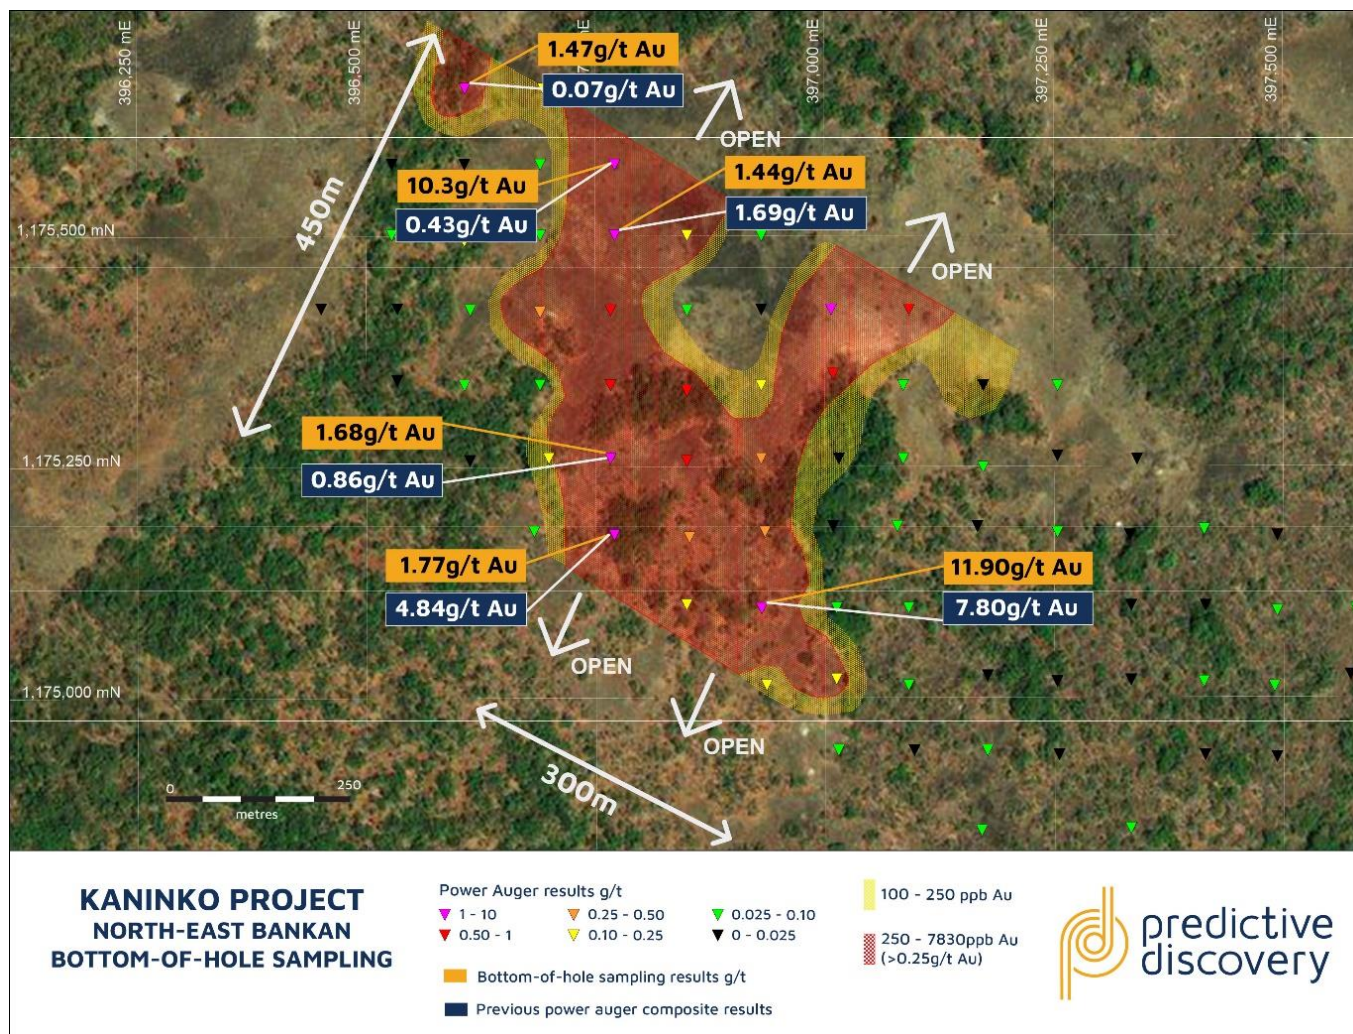 396,250 mE
396,500 mE
397,000 mE
397,250 mE
397,500 mE
1.47g/t Au
0.07g/t Au
OPEN
10.3g/t Au
0.43g/t Au
1.44g/t Au
1.69g/t Au
450m
1,175,500 mN
OPEN
1.68g/t Au
0.86g/t Au
1,175,250 mN
1.77g/t Au
4.84g/t Au
11.90g/t Au
7.80g/t Au
OPEN
1,175,000 mN
OPEN
300m
0 250
metres
KANINKO PROJECT
NORTH-EAST BANKAN
BOTTOM-OF-HOLE SAMPLING
Power Auger results g/t
1 - 10
0.25 - 0.50
0.025 - 0.10
0.50 - 1
0.10 - 0.25
0 - 0.025
Bottom-of-hole sampling results g/t
Previous power auger composite results
100 - 250 ppb Au
250 - 7830ppb Au
(>0.25g/t Au)
predictive
discovery